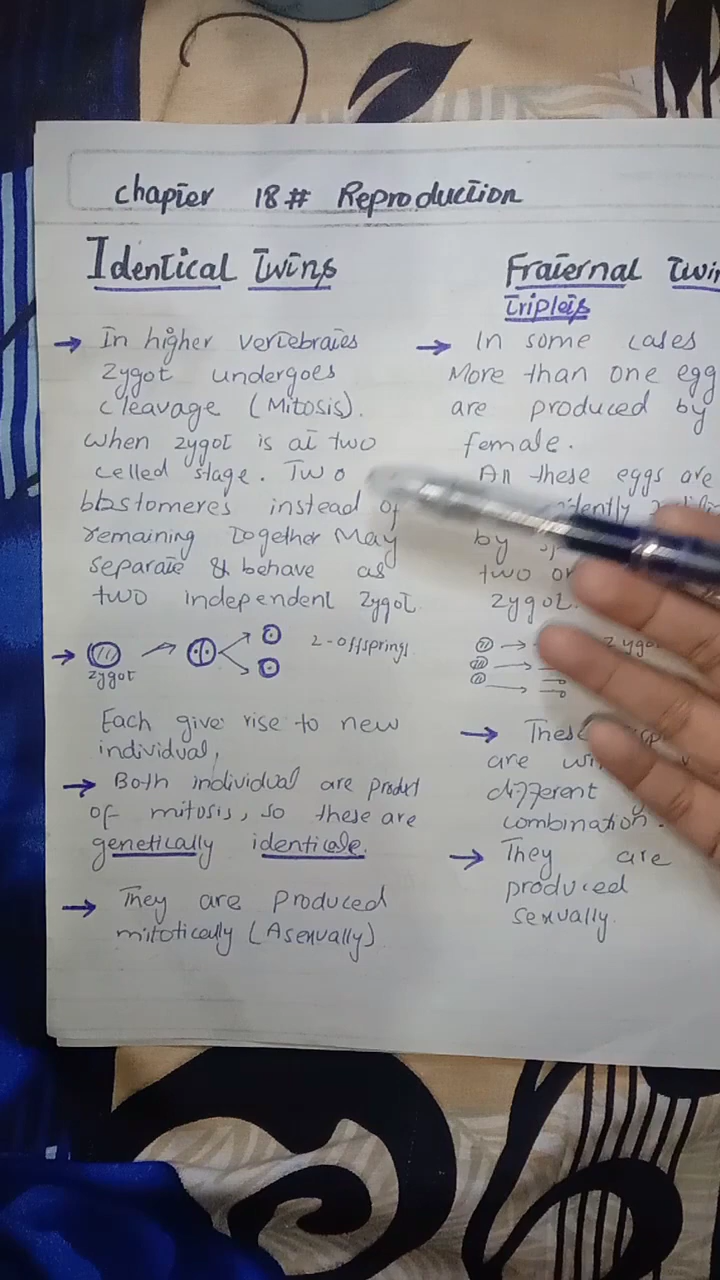 Chapter 18# Reproduction
Identical Twins
→ In higher vertebrates
Zygot undergoes
cleavage (Mitosis).
when zygot is at two
celled stage. Two
blastomeres instead of
remaining Together May
separate & behave as
two independent zygot
→
zygot
2-offsprings
Each give rise to new
individual,
→ Both individual are product
of mitosis, so these are
genetically identicale.
→ They are Produced
mitotically (Asexually)
Fraternal Twin
Triplets
→ In some cases
More than one egg
are produced by
female.
All these eggs are
by
two or
zygot.
→ These
are
different
combination.
→ They are
produced
sexually.